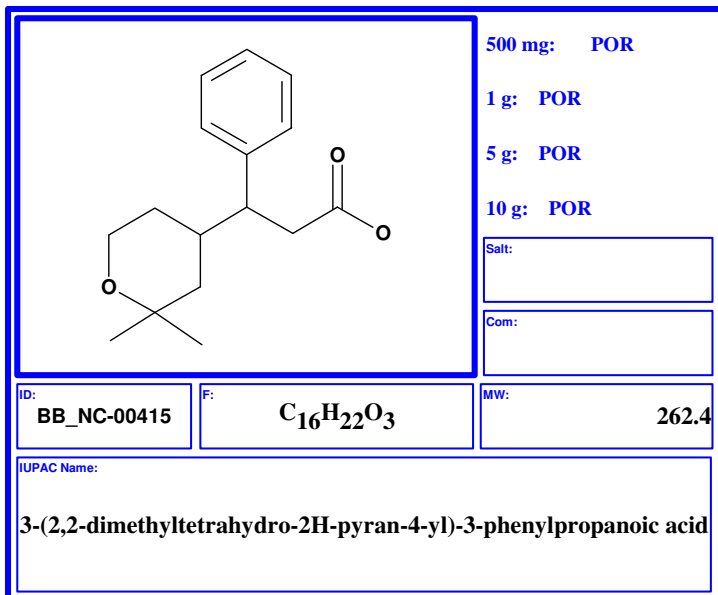 500 mg: POR
1 g: POR
5 g: POR
10 g: POR
O
O
O
Salt:
Com:
ID:
BB_NC-00415
F:
C16H22O3
MW:
262.4
IUPAC Name:
3-(2,2-dimethyltetrahydro-2H-pyran-4-yl)-3-phenylpropanoic acid